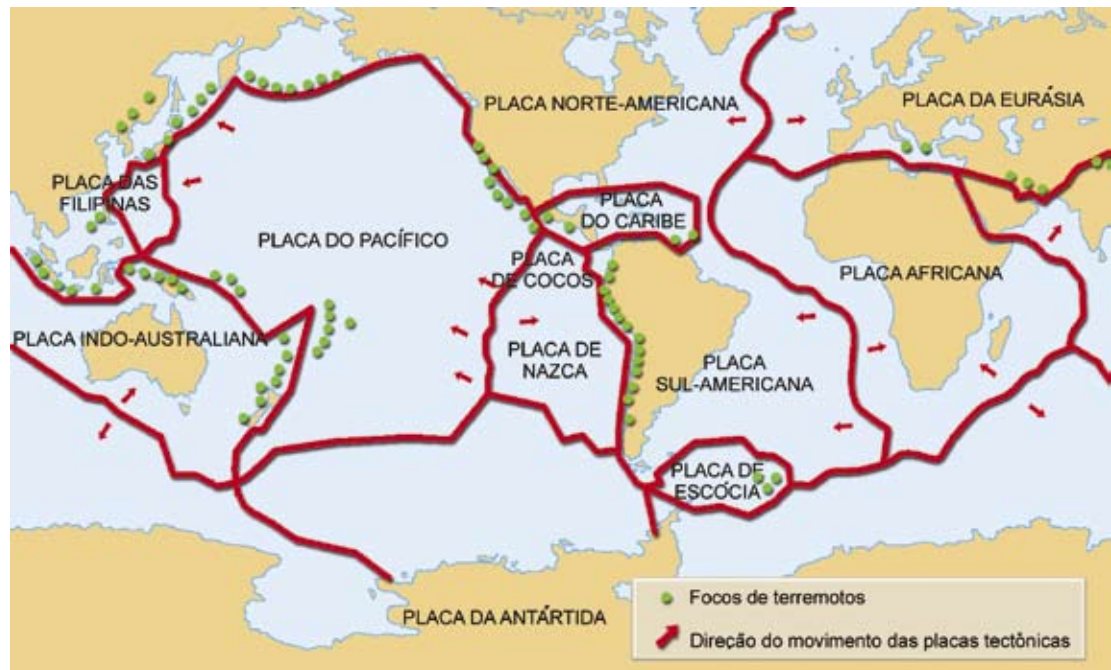 PLACA NORTE-AMERICANA
PLACA DA EURÁSIA
PLACA DAS
FILIPINAS
PLACA
DO CARIBE
PLACA DO PACÍFICO
PLACA
DE COCOS
PLACA AFRICANA
PLACA INDO-AUSTRALIANA
PLACA DE
NAZCA
PLACA
SUL-AMERICANA
PLACA DE
ESCÓCIA
PLACA DA ANTÁRTIDA
Focos de terremotos
Direção do movimento das placas tectônicas